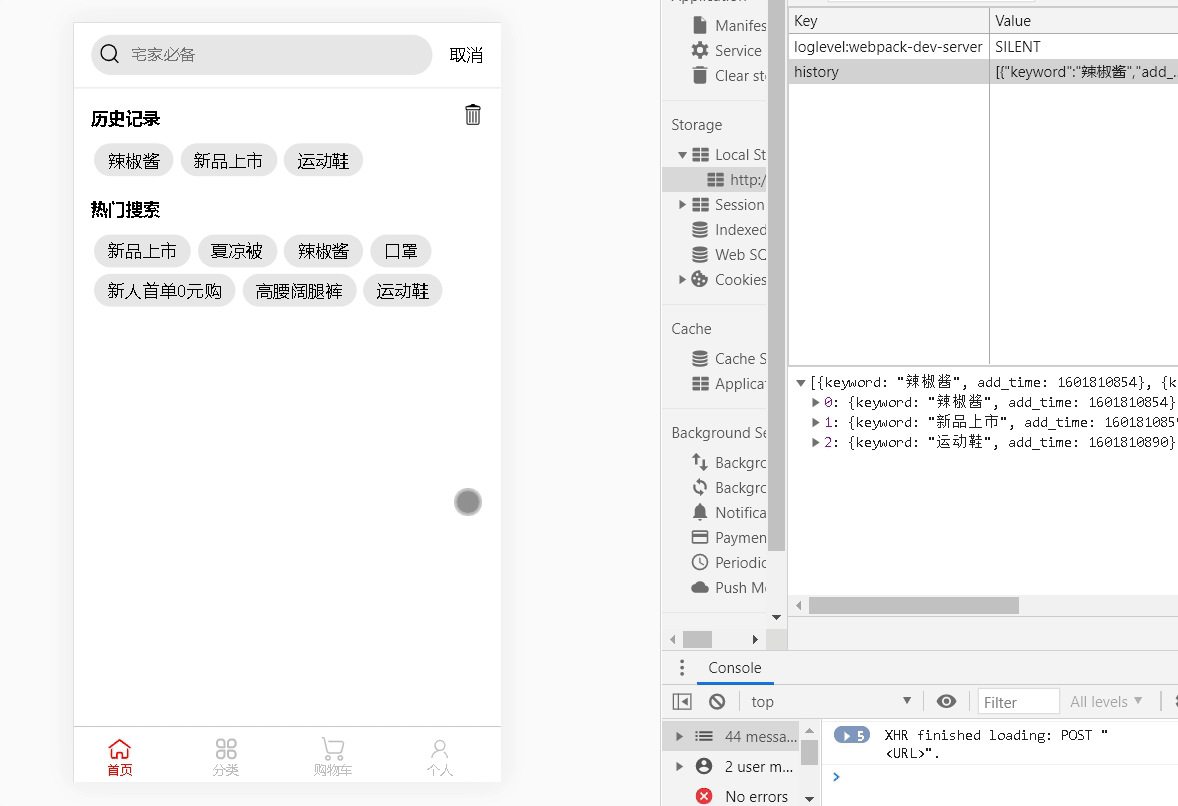 宅家必备 取消
历史记录
辣椒酱 新品上市 运动鞋
热门搜索
新品上市 夏凉被 辣椒酱 口罩
新人首单0元购 高腰阔腿裤 运动鞋
首页 分类 购物车 个人
Manifes
Service
Clear st
Storage
Local St
http:/
Session
Indexed
Web SQ
Cookies
Cache
Cache S
Applica
Background Se
Backgro
Backgro
Notifica
Paymen
Periodic
Push M
Key Value
loglevel:webpack-dev-server SILENT
history [{"keyword":"辣椒酱","add_...
[{keyword: "辣椒酱", add_time: 1601810854}, {k
0: {keyword: "辣椒酱", add_time: 1601810854}
1: {keyword: "新品上市", add_time: 160181085
2: {keyword: "运动鞋", add_time: 1601810890}
Console
top Filter All levels
44 messa...
2 user m...
No errors
5 XHR finished loading: POST "
<URL>".